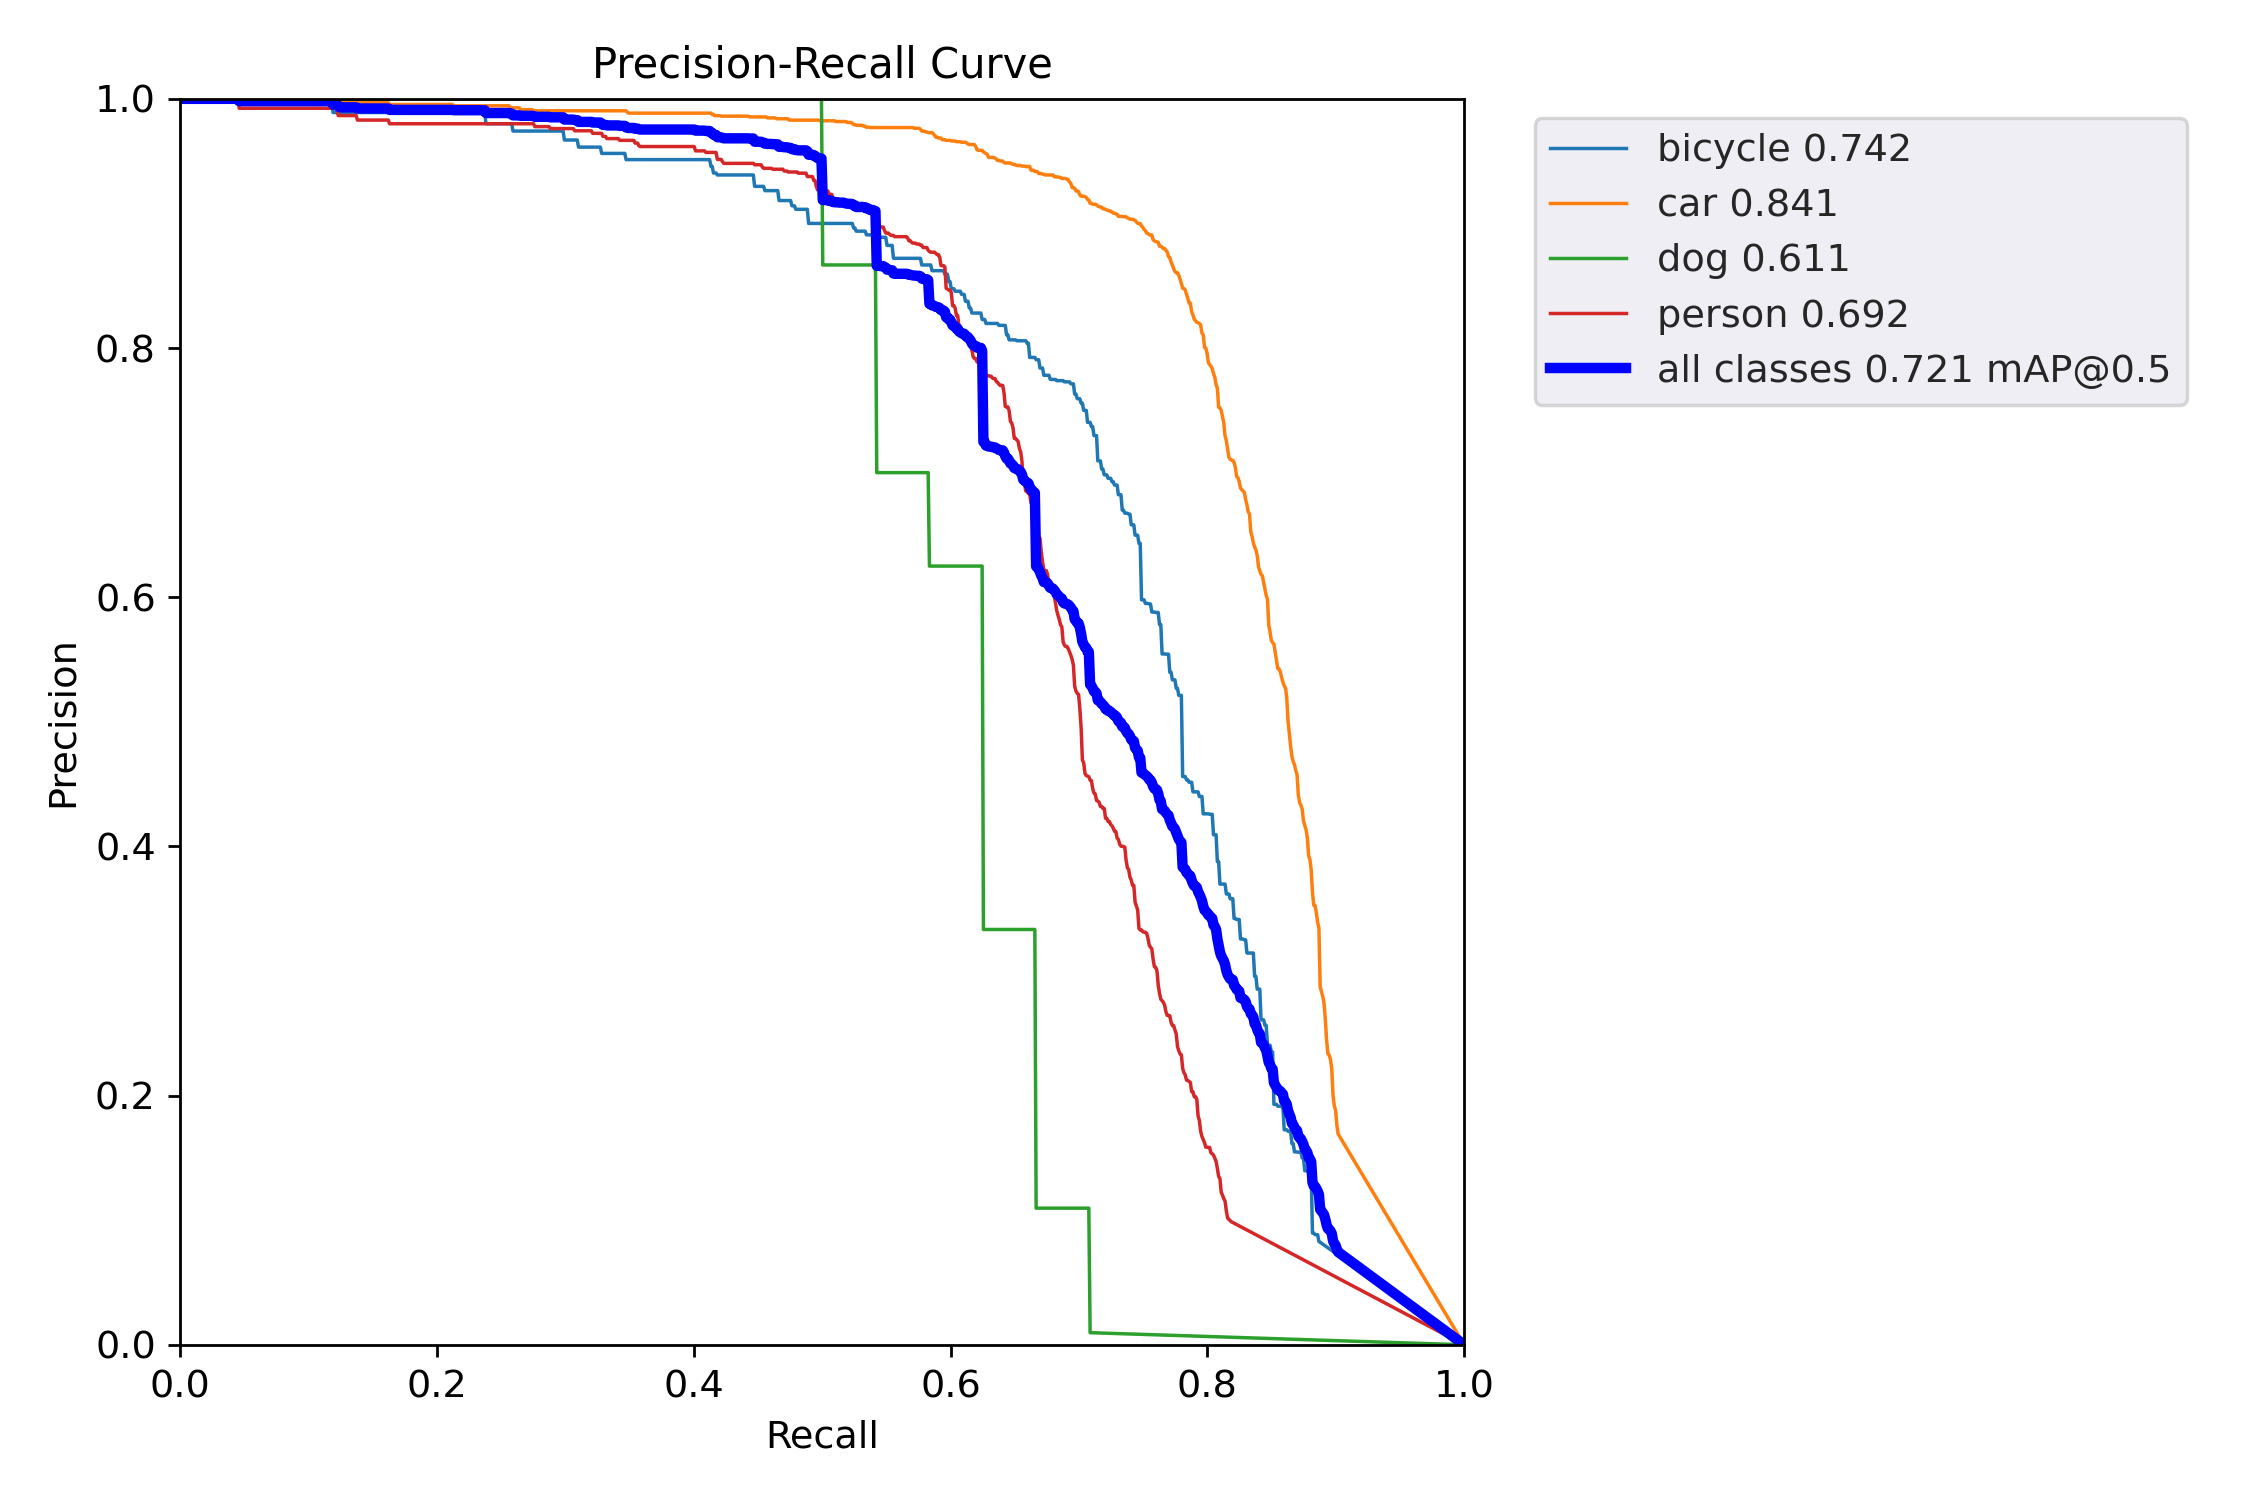 Precision-Recall Curve
1.0
0.8
0.6
0.4
0.2
0.0
Precision
0.0 0.2 0.4 0.6 0.8 1.0
Recall
bicycle 0.742
car 0.841
dog 0.611
person 0.692
all classes 0.721 mAP@0.5